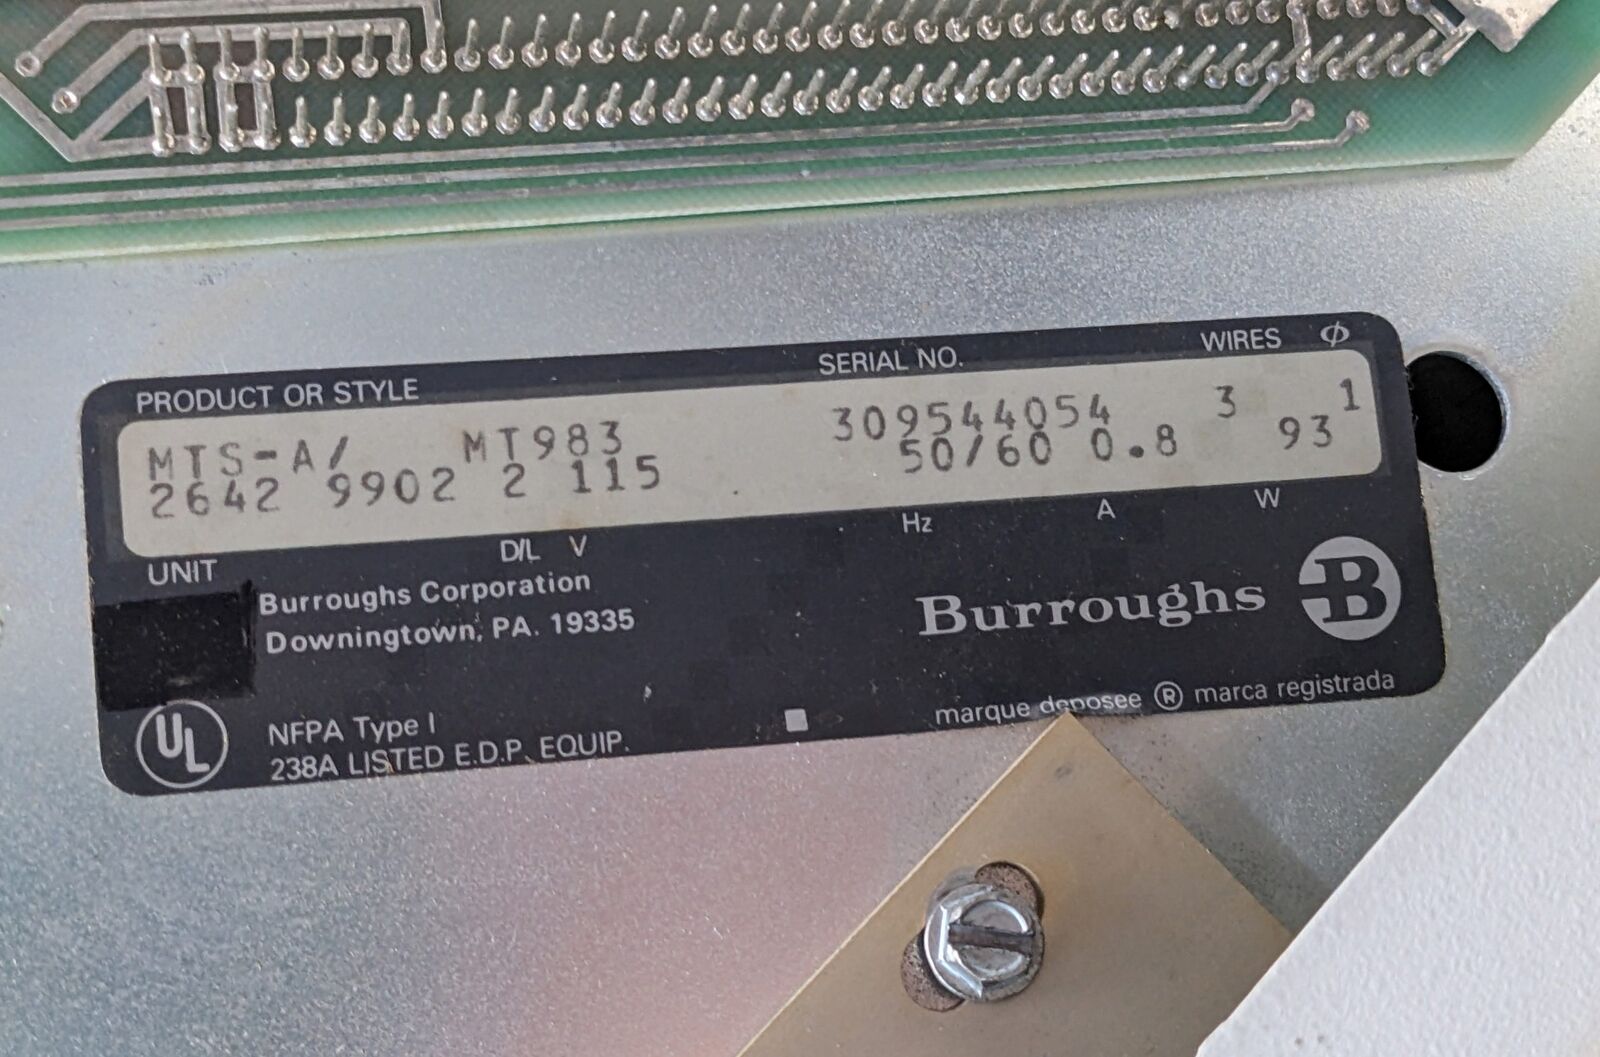 PRODUCT OR STYLE SERIAL NO. WIRES ϕ
MTS-A/ MT983 309544054 3 1
2642 9902 2 115 50/60 0.8 93
UNIT D/L V Hz A W
Burroughs Corporation
Downingtown, PA. 19335
Burroughs B
UL NFPA Type I
238A LISTED E.D.P. EQUIP.
marque deposee ® marca registrada